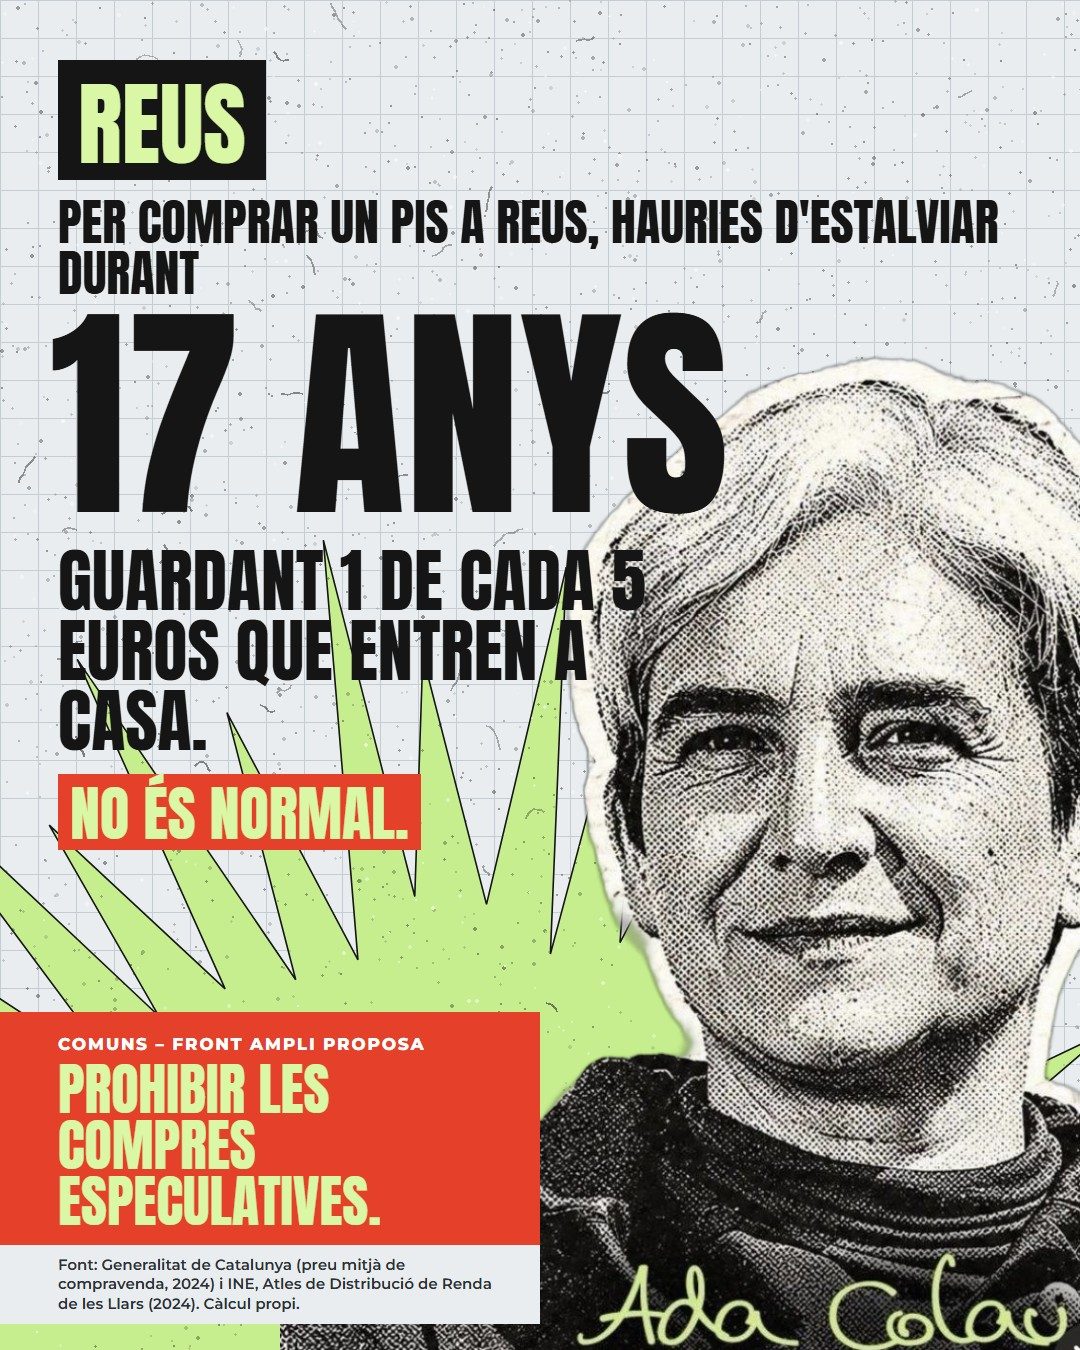 REUS
PER COMPRAR UN PIS A REUS, HAURIES D'ESTALVIAR
DURANT
17 ANYS
GUARDANT 1 DE CADA 5
EUROS QUE ENTREN A
CASA.
NO ÉS NORMAL.
COMUNS – FRONT AMPLI PROPOSA
PROHIBIR LES
COMPRES
ESPECULATIVES.
Font: Generalitat de Catalunya (preu mitjà de
compravenda, 2024) i INE, Atles de Distribució de Renda
de les Llars (2024). Càlcul propi.
Ada Colau